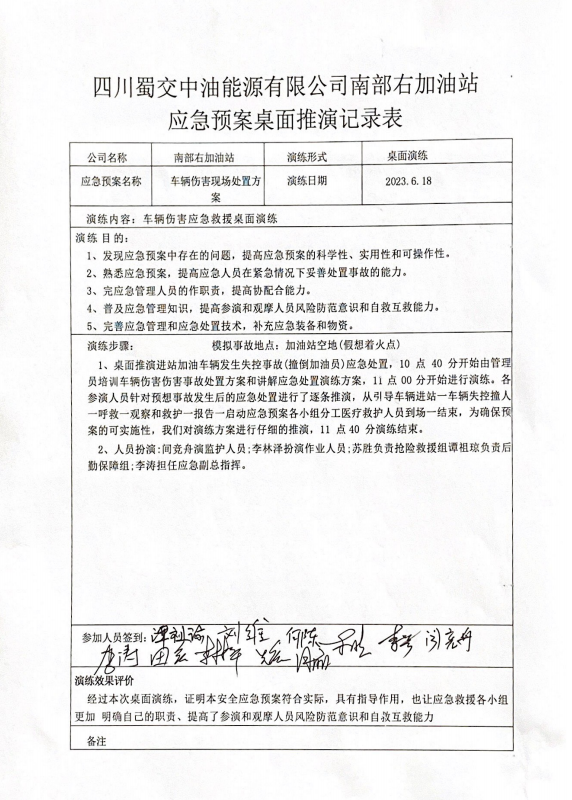 四川蜀交中油能源有限公司南部右加油站
应急预案桌面推演记录表
公司名称 南部右加油站 演练形式 桌面演练
应急预案名称 车辆伤害现场处置方 演练日期 2023.6.18
案
演练内容：车辆伤害应急救援桌面演练
演练目的：
1、发现应急预案中存在的问题，提高应急预案的科学性、实用性和可操作性。
2、熟悉应急预案，提高应急人员在紧急情况下妥善处置事故的能力。
3、完应急管理人员的作职责，提高协配合能力。
4、普及应急管理知识，提高参演和观摩人员风险防范意识和自救互救能力。
5、完善应急管理和应急处置技术，补充应急装备和物资。
演练步骤： 模拟事故地点：加油站空地(假想着火点)
1、桌面推演进站加油车辆发生失控事故(撞倒加油员)应急处置，10 点 40 分开始由管理
员培训车辆伤害伤害事故处置方案和讲解应急处置演练方案，11 点 00 分开始进行演练。各
参演人员针对预想事故发生后的应急处置进行了逐条推演，从引导车辆进站一车辆失控撞人
一呼救一观察和救护一报告一启动应急预案各小组分工医疗救护人员到场一结束，为确保预
案的可实施性，我们对演练方案进行仔细的推演，11 点 40 分演练结束。
2、人员扮演:间竞舟演监护人员;李林泽扮演作业人员;苏胜负责抢险救援组谭祖琼负责后
勤保障组;李涛担任应急副总指挥。
参加人员签到: 刘维 何陈
李涛 田
演练效果评价
经过本次桌面演练，证明本安全应急预案符合实际，具有指导作用，也让应急救援各小组
更加 明确自己的职责、提高了参演和观摩人员风险防范意识和自救互救能力
备注